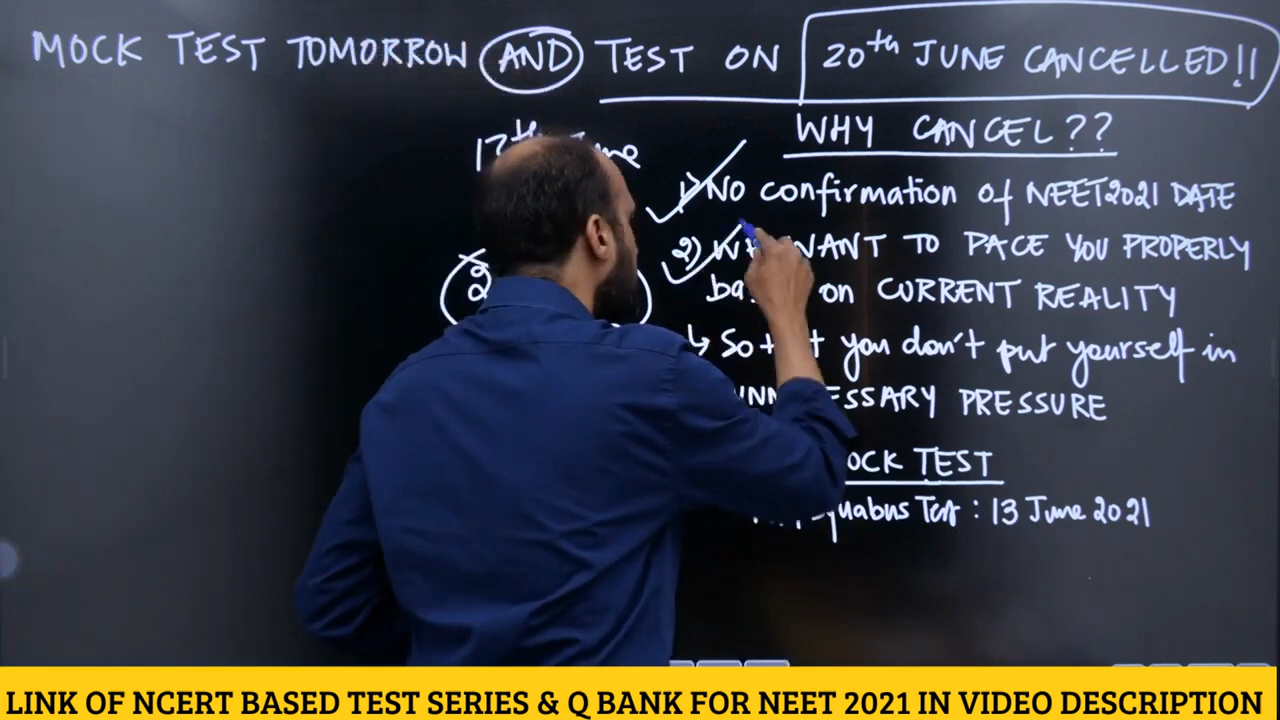 MOCK TEST TOMORROW AND TEST ON 20th JUNE CANCELLED!!
WHY CANCEL??
1) No confirmation of NEET2021 DATE
2) WANT TO PACE YOU PROPERLY
on CURRENT REALITY
↳ So you don't put yourself in
PRESSURE
TEST
Test : 13 June 2021
LINK OF NCERT BASED TEST SERIES & Q BANK FOR NEET 2021 IN VIDEO DESCRIPTION